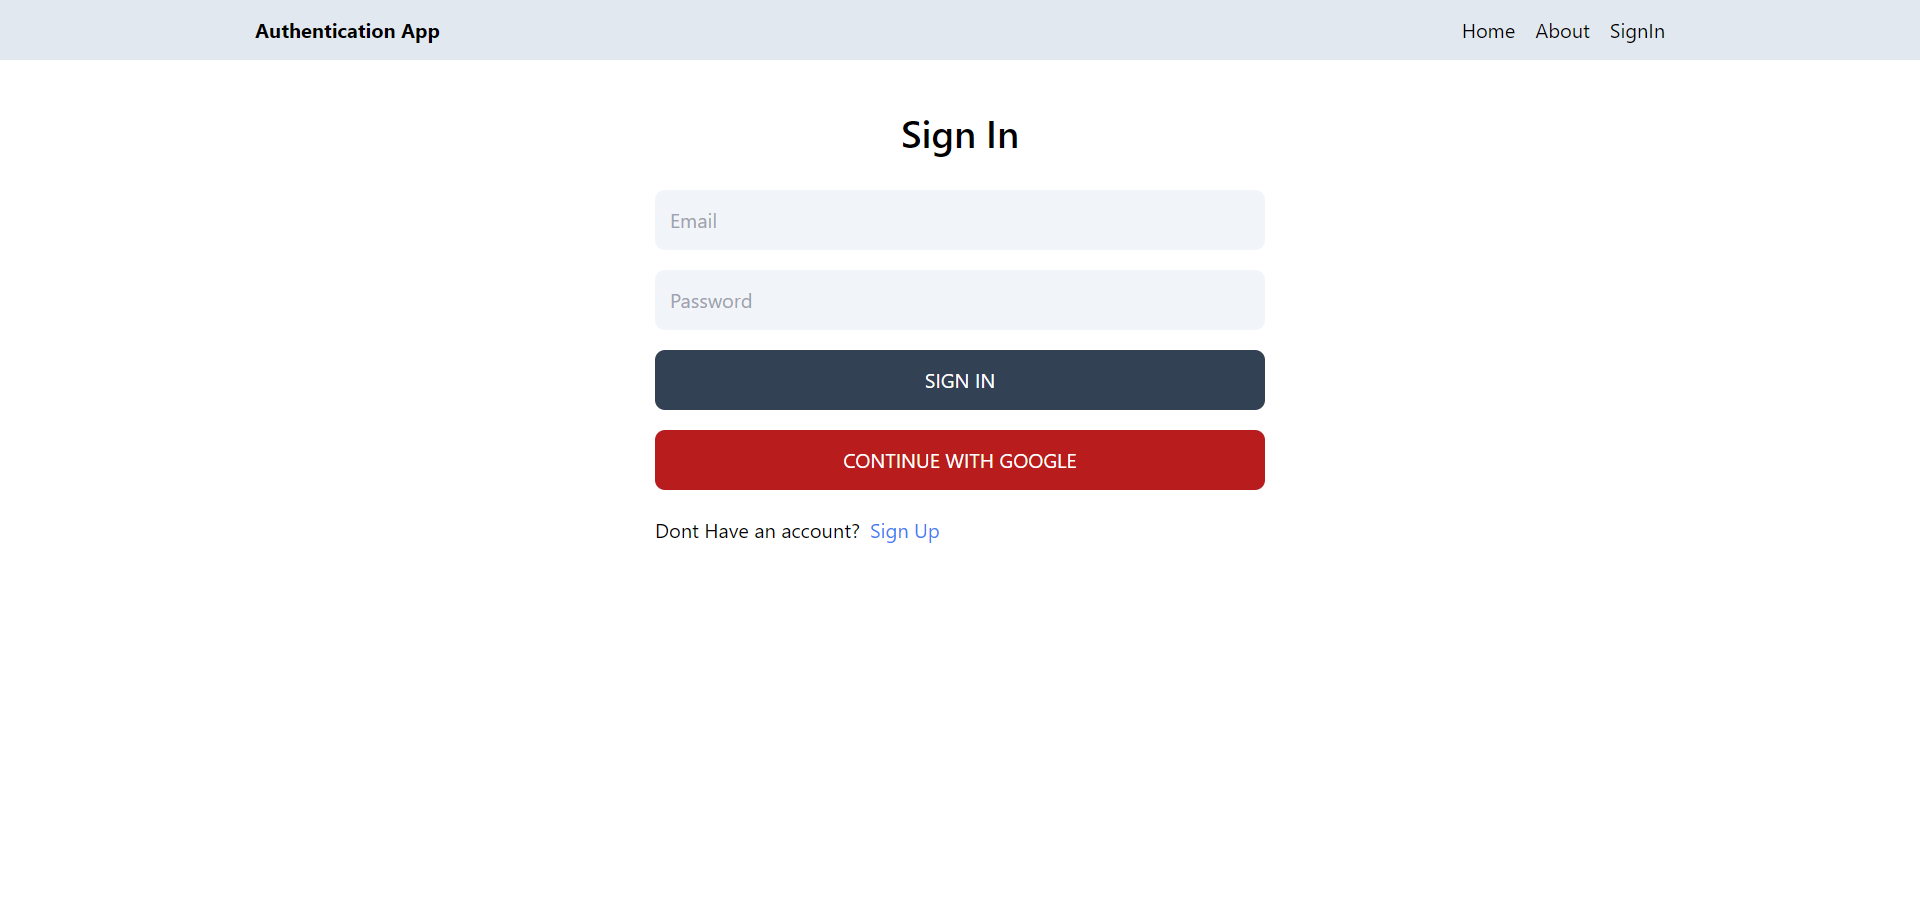 Authentication App
Home About SignIn
Sign In
Email
Password
SIGN IN
CONTINUE WITH GOOGLE
Dont Have an account? Sign Up